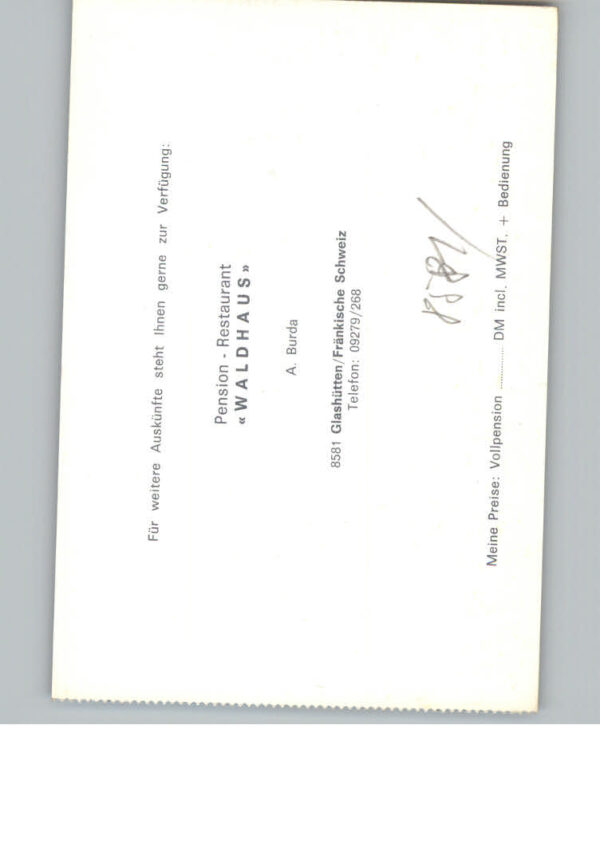 Für weitere Auskünfte steht Ihnen gerne zur Verfügung:
Pension - Restaurant
« WALDHAUS »
A. Burda
8581 Glashütten/Fränkische Schweiz
Telefon: 09279/268
Meine Preise: Vollpension ............ DM incl. MWST. + Bedienung